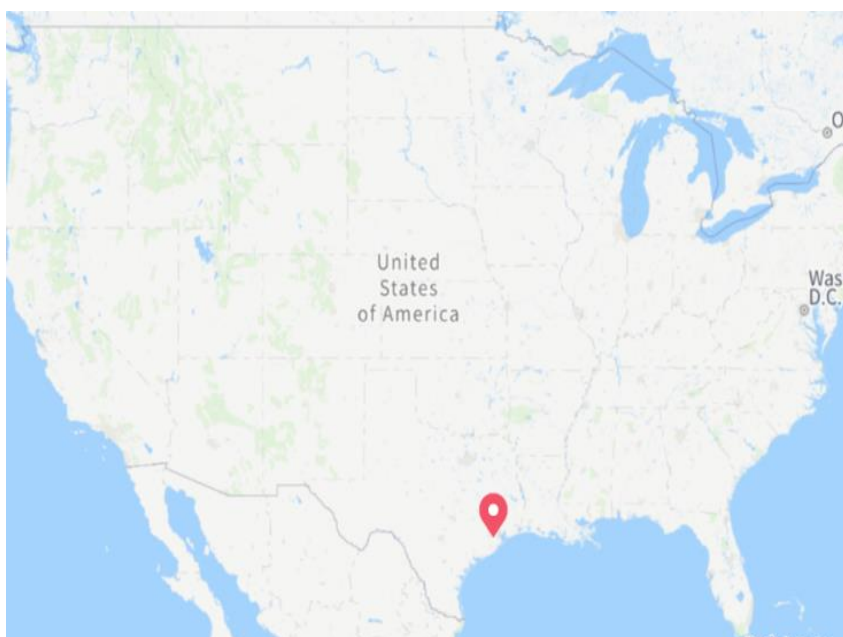 United
States
of America
O
Was
D.C.